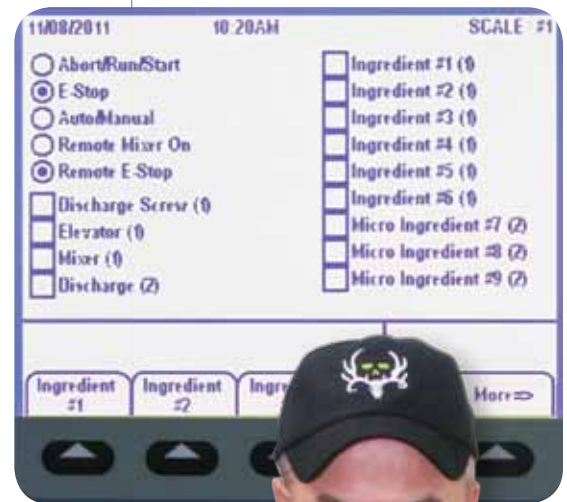 11/08/2011 10:20AM SCALE #1
Abort/Run/Start
E-Stop
Auto/Manual
Remote Mixer On
Remote E-Stop
Discharge Screw (1)
Elevator (1)
Mixer (1)
Discharge (2)
Ingredient #1 (1)
Ingredient #2 (1)
Ingredient #3 (1)
Ingredient #4 (1)
Ingredient #5 (1)
Ingredient #6 (1)
Micro Ingredient #7 (2)
Micro Ingredient #8 (2)
Micro Ingredient #9 (2)
Ingredient
#1
Ingredient
#2
Ingre
More =>